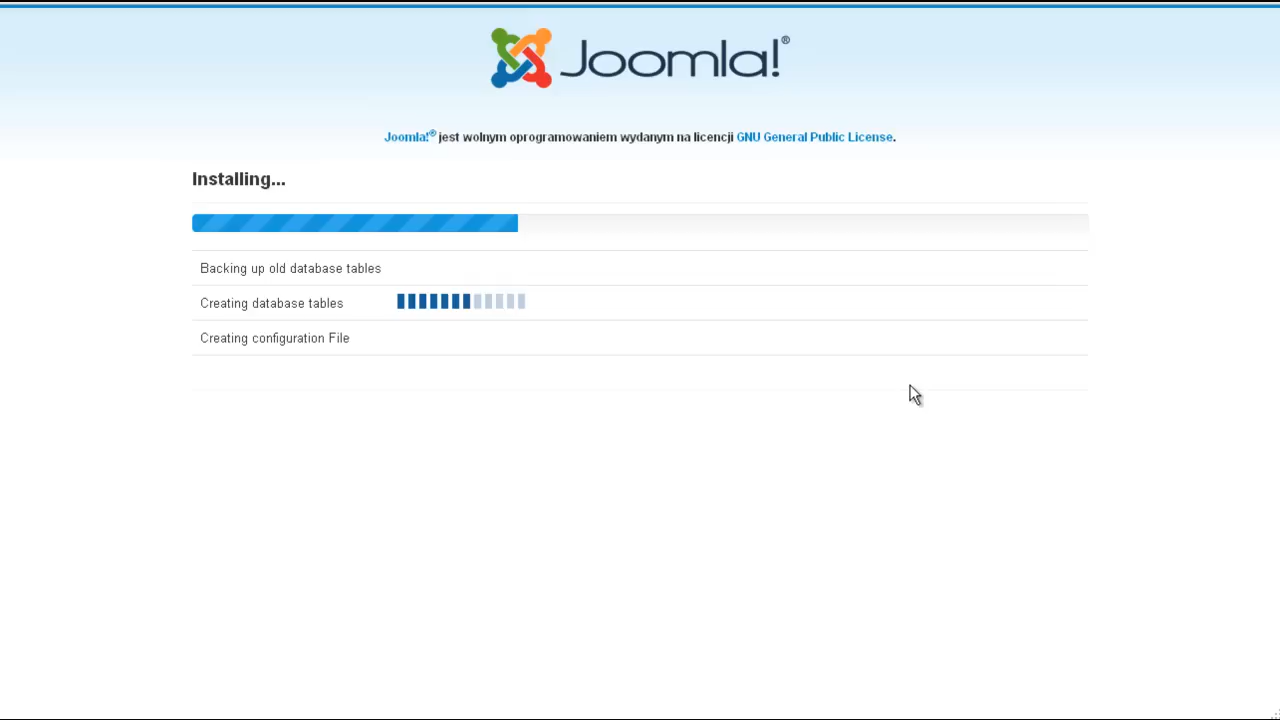 Joomla!®
Joomla!® jest wolnym oprogramowaniem wydanym na licencji GNU General Public License.
Installing...
Backing up old database tables
Creating database tables
Creating configuration File